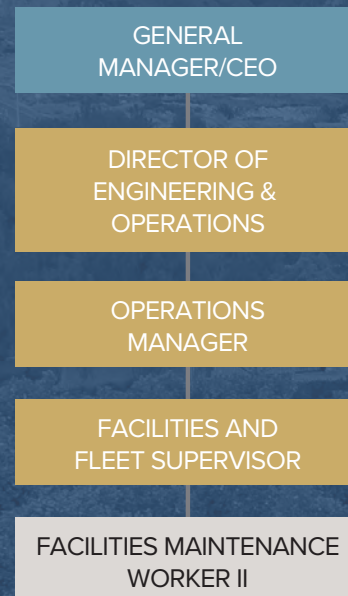 GENERAL
MANAGER/CEO
DIRECTOR OF
ENGINEERING &
OPERATIONS
OPERATIONS
MANAGER
FACILITIES AND
FLEET SUPERVISOR
FACILITIES MAINTENANCE
WORKER II